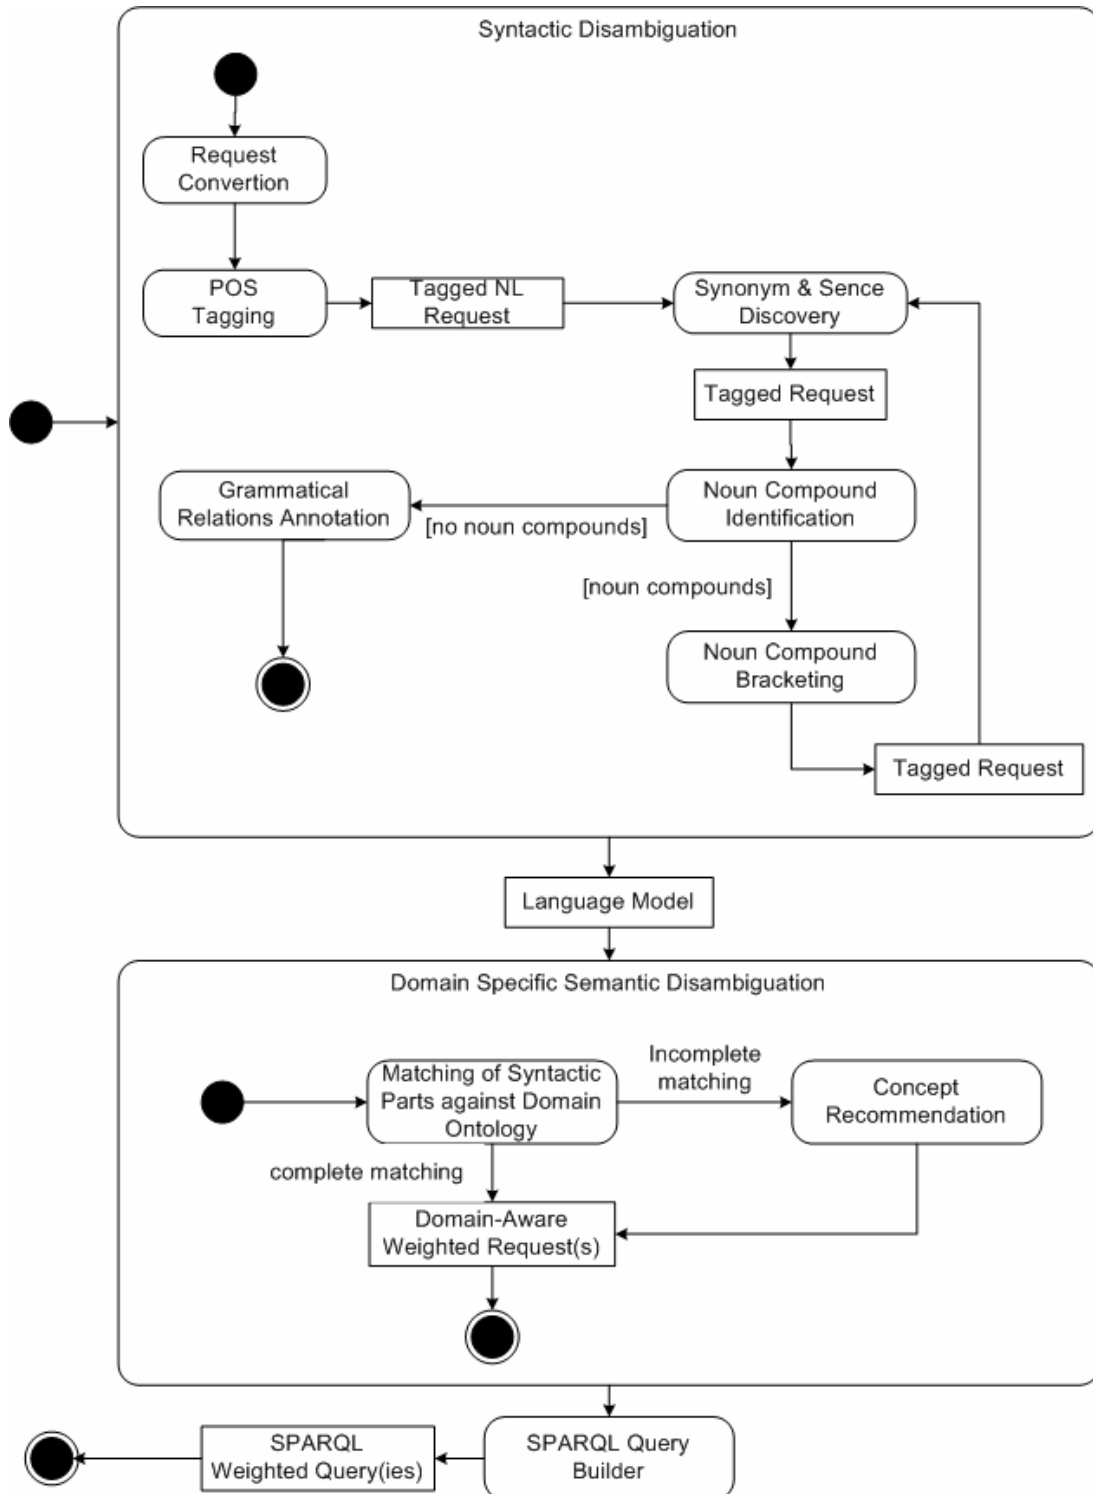 Syntactic Disambiguation
Request
Convertion
POS
Tagging
Tagged NL
Request
Synonym & Sence
Discovery
Tagged Request
Grammatical
Relations Annotation
[no noun compounds]
Noun Compound
Identification
[noun compounds]
Noun Compound
Bracketing
Tagged Request
Language Model
Domain Specific Semantic Disambiguation
Matching of Syntactic
Parts against Domain
Ontology
Incomplete
matching
Concept
Recommendation
complete matching
Domain-Aware
Weighted Request(s)
SPARQL
Weighted Query(ies)
SPARQL Query
Builder